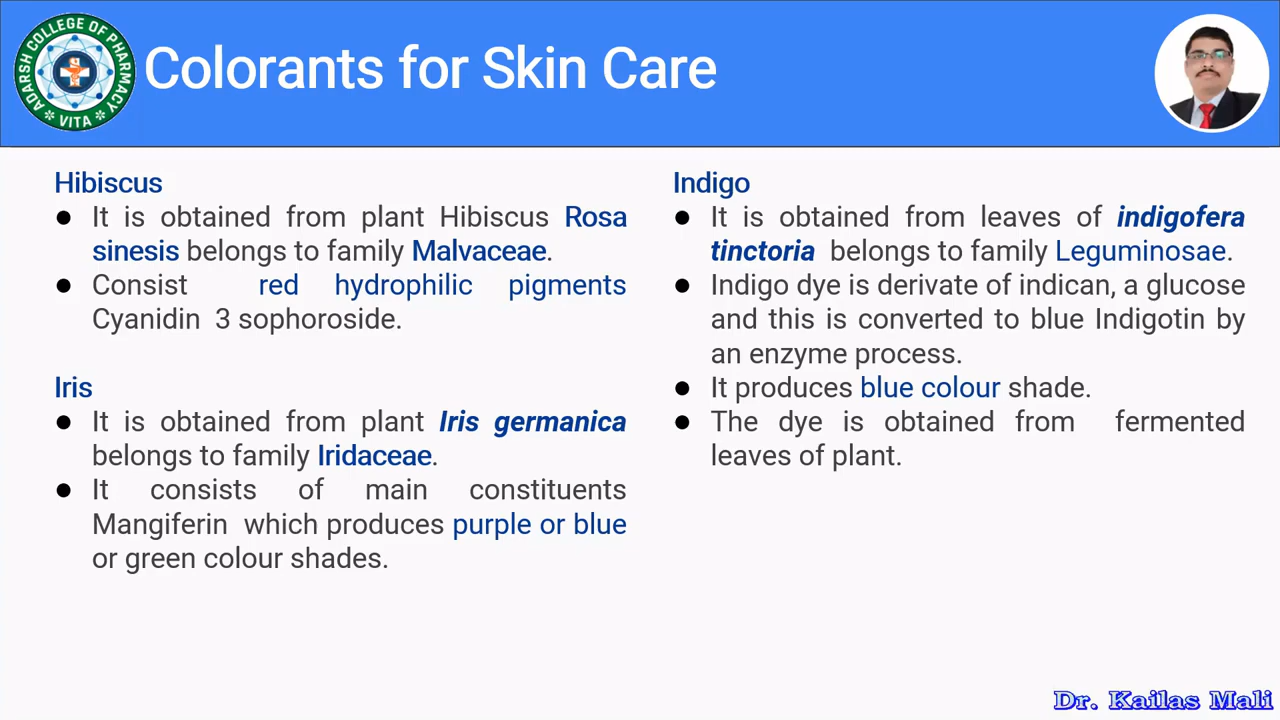 ADARSH COLLEGE OF PHARMACY
VITA
Colorants for Skin Care
Hibiscus
● It is obtained from plant Hibiscus Rosa
sinesis belongs to family Malvaceae.
● Consist red hydrophilic pigments
Cyanidin 3 sophoroside.
Iris
● It is obtained from plant Iris germanica
belongs to family Iridaceae.
● It consists of main constituents
Mangiferin which produces purple or blue
or green colour shades.
Indigo
● It is obtained from leaves of indigofera
tinctoria belongs to family Leguminosae.
● Indigo dye is derivate of indican, a glucose
and this is converted to blue Indigotin by
an enzyme process.
● It produces blue colour shade.
● The dye is obtained from fermented
leaves of plant.
Dr. Kailas Mali